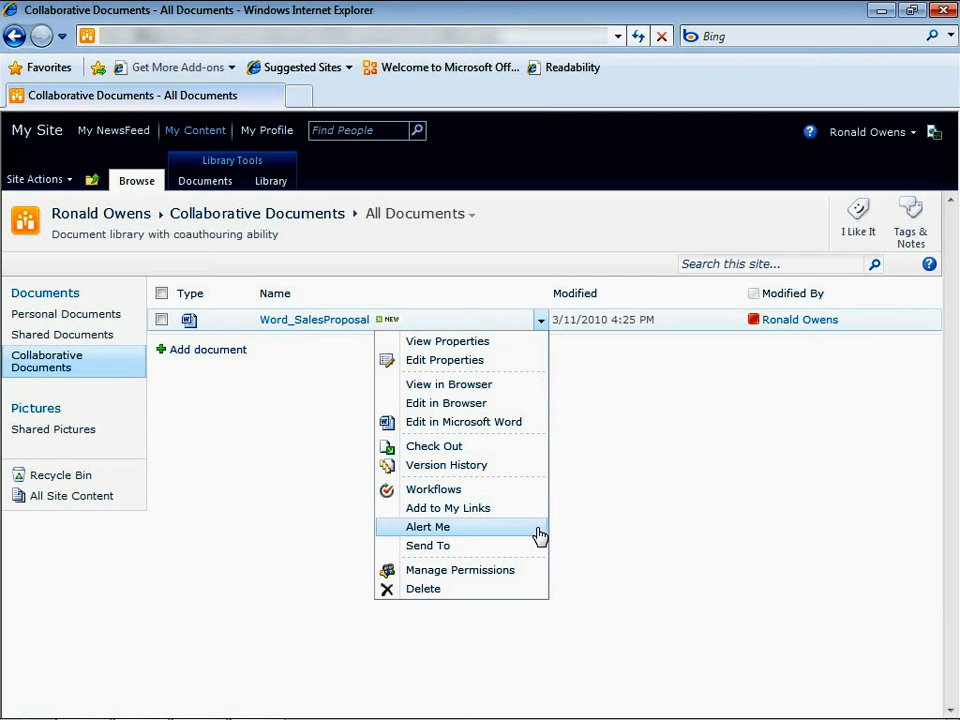 Collaborative Documents - All Documents - Windows Internet Explorer
Bing
Favorites Get More Add-ons Suggested Sites Welcome to Microsoft Off... Readability
Collaborative Documents - All Documents
My Site My NewsFeed My Content My Profile Find People Ronald Owens
Library Tools
Site Actions Browse Documents Library
Ronald Owens Collaborative Documents All Documents
Document library with coauthouring ability
I Like It Tags & Notes
Search this site...
Documents
Personal Documents
Shared Documents
Collaborative
Documents
Pictures
Shared Pictures
Recycle Bin
All Site Content
Type Name Modified Modified By
Word_SalesProposal NEW 3/11/2010 4:25 PM Ronald Owens
Add document
View Properties
Edit Properties
View in Browser
Edit in Browser
Edit in Microsoft Word
Check Out
Version History
Workflows
Add to My Links
Alert Me
Send To
Manage Permissions
Delete